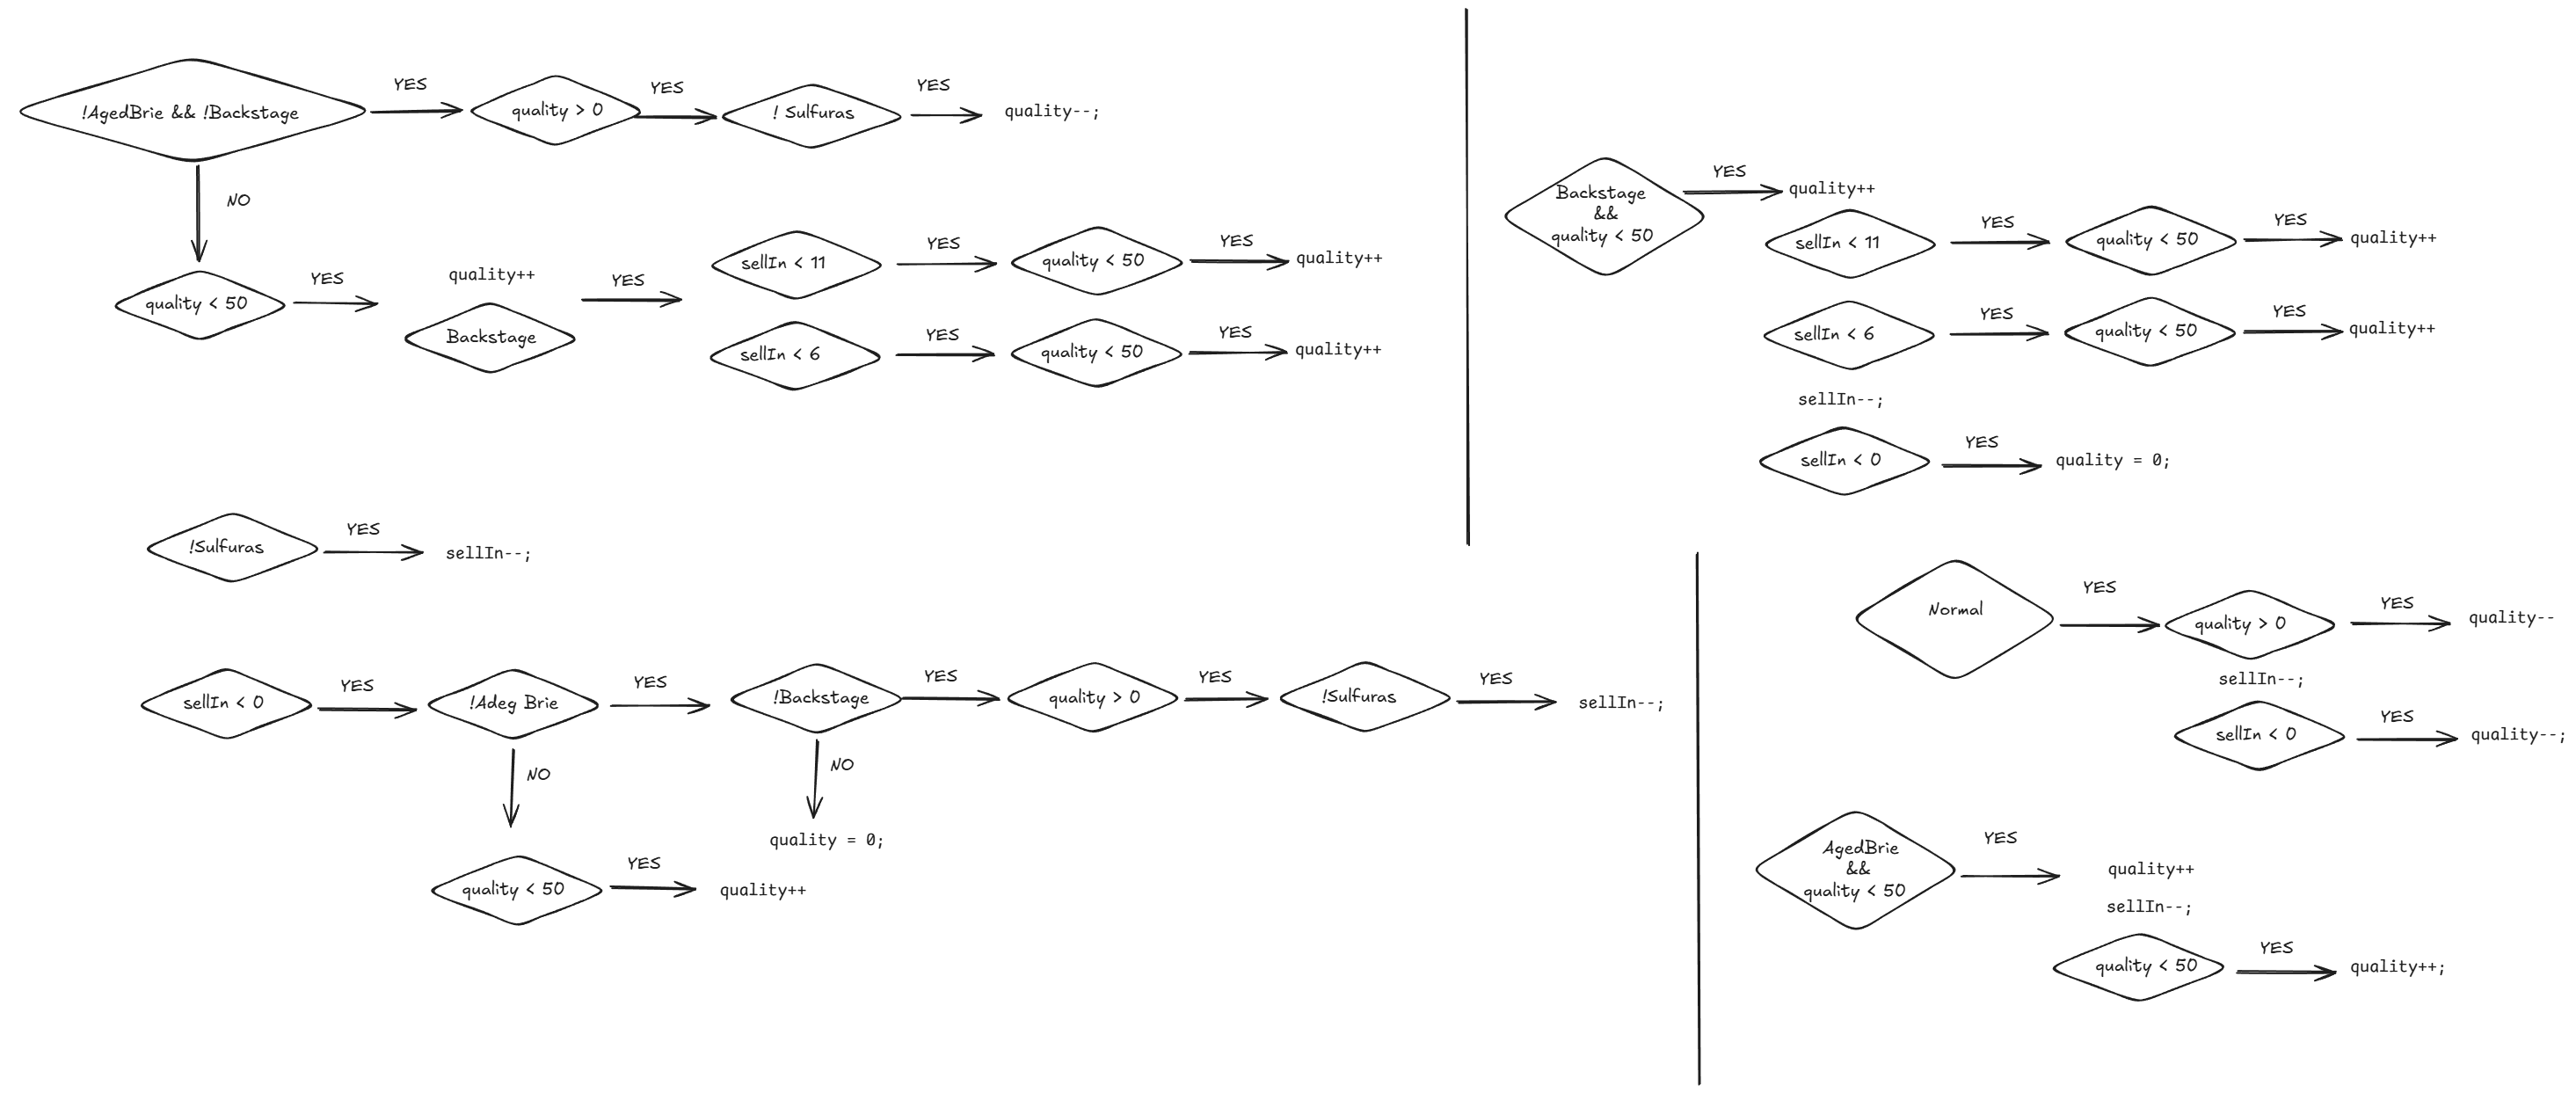 !AgedBrie && !Backstage
YES
quality > 0
YES
! Sulfuras
YES
quality--;
NO
quality < 50
YES
quality++
Backstage
YES
sellIn < 11
YES
quality < 50
YES
quality++
sellIn < 6
YES
quality < 50
YES
quality++
!Sulfuras
YES
sellIn--;
sellIn < 0
YES
!Adeg Brie
YES
!Backstage
YES
quality > 0
YES
!Sulfuras
YES
sellIn--;
NO
NO
quality = 0;
quality < 50
YES
quality++
Backstage
&&
quality < 50
YES
quality++
sellIn < 11
YES
quality < 50
YES
quality++
sellIn < 6
YES
quality < 50
YES
quality++
sellIn--;
sellIn < 0
YES
quality = 0;
Normal
YES
quality > 0
YES
quality--
sellIn--;
sellIn < 0
YES
quality--;
AgedBrie
&&
quality < 50
YES
quality++
sellIn--;
quality < 50
YES
quality++;